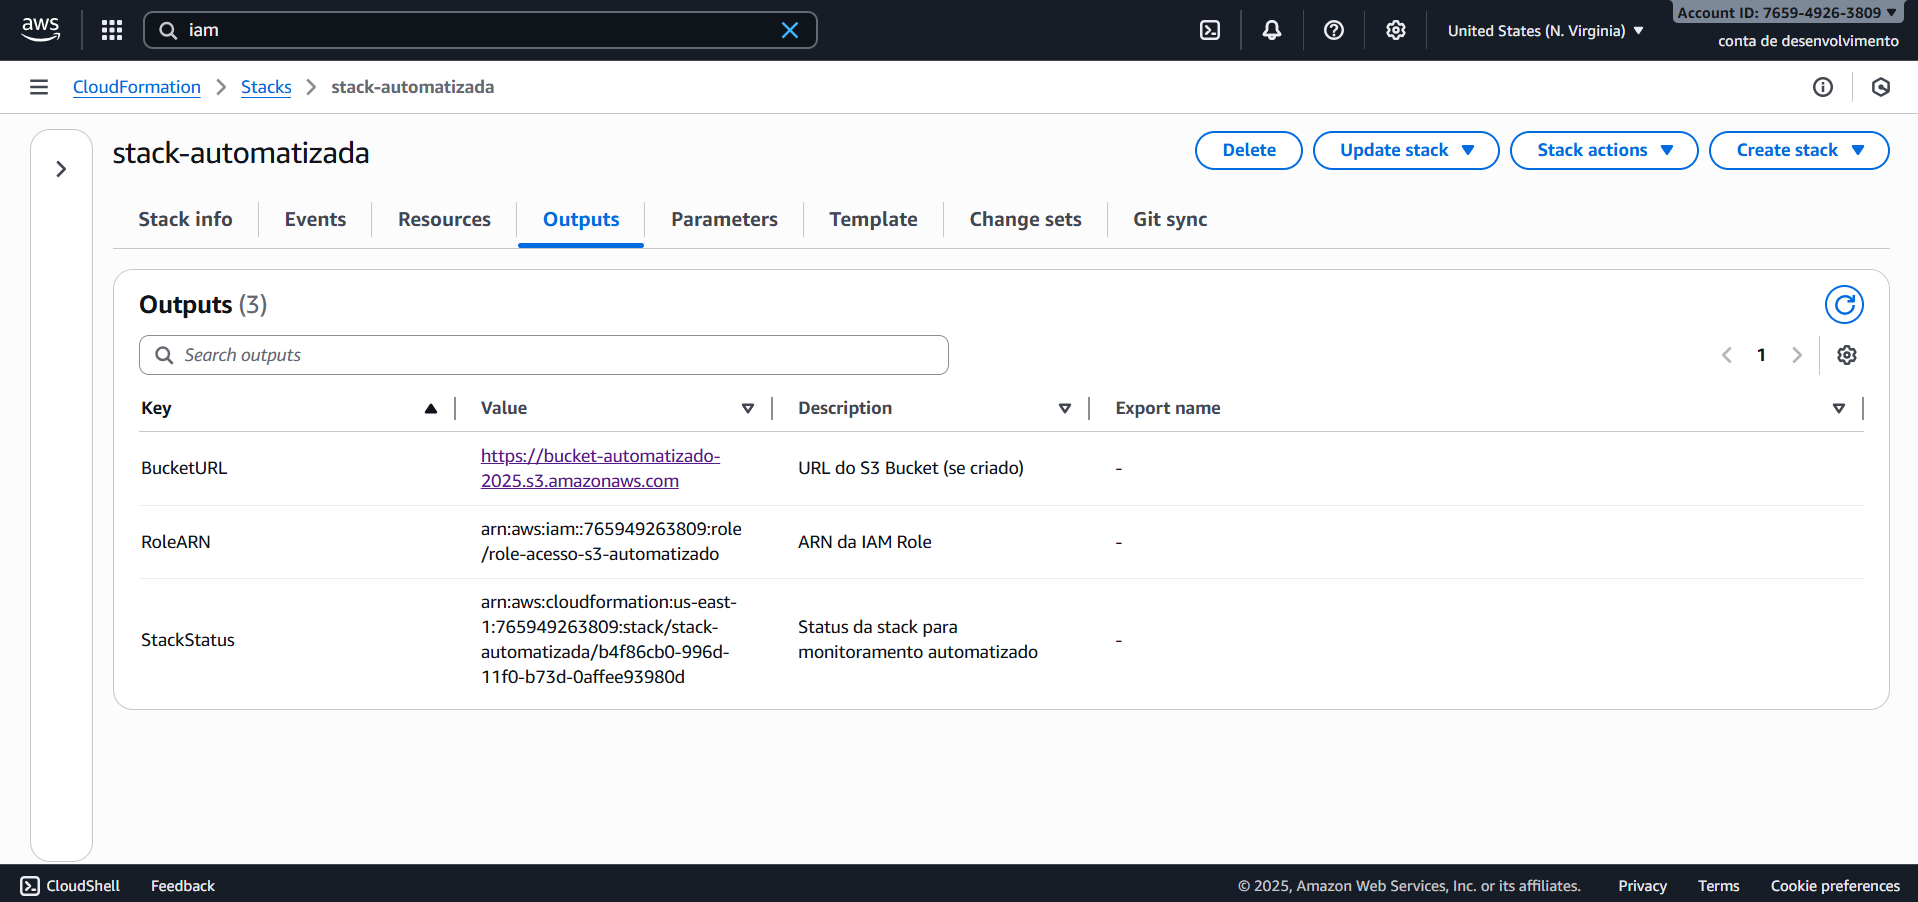 aws
iam
United States (N. Virginia)
Account ID: 7659-4926-3809
conta de desenvolvimento
CloudFormation
Stacks
stack-automatizada
stack-automatizada
Delete
Update stack
Stack actions
Create stack
Stack info
Events
Resources
Outputs
Parameters
Template
Change sets
Git sync
Outputs (3)
Search outputs
1
Key
Value
Description
Export name
BucketURL
https://bucket-automatizado-
2025.s3.amazonaws.com
URL do S3 Bucket (se criado)
-
RoleARN
arn:aws:iam::765949263809:role
/role-acesso-s3-automatizado
ARN da IAM Role
-
StackStatus
arn:aws:cloudformation:us-east-
1:765949263809:stack/stack-
automatizada/b4f86cb0-996d-
11f0-b73d-0affee93980d
Status da stack para
monitoramento automatizado
-
CloudShell
Feedback
© 2025, Amazon Web Services, Inc. or its affiliates.
Privacy
Terms
Cookie preferences